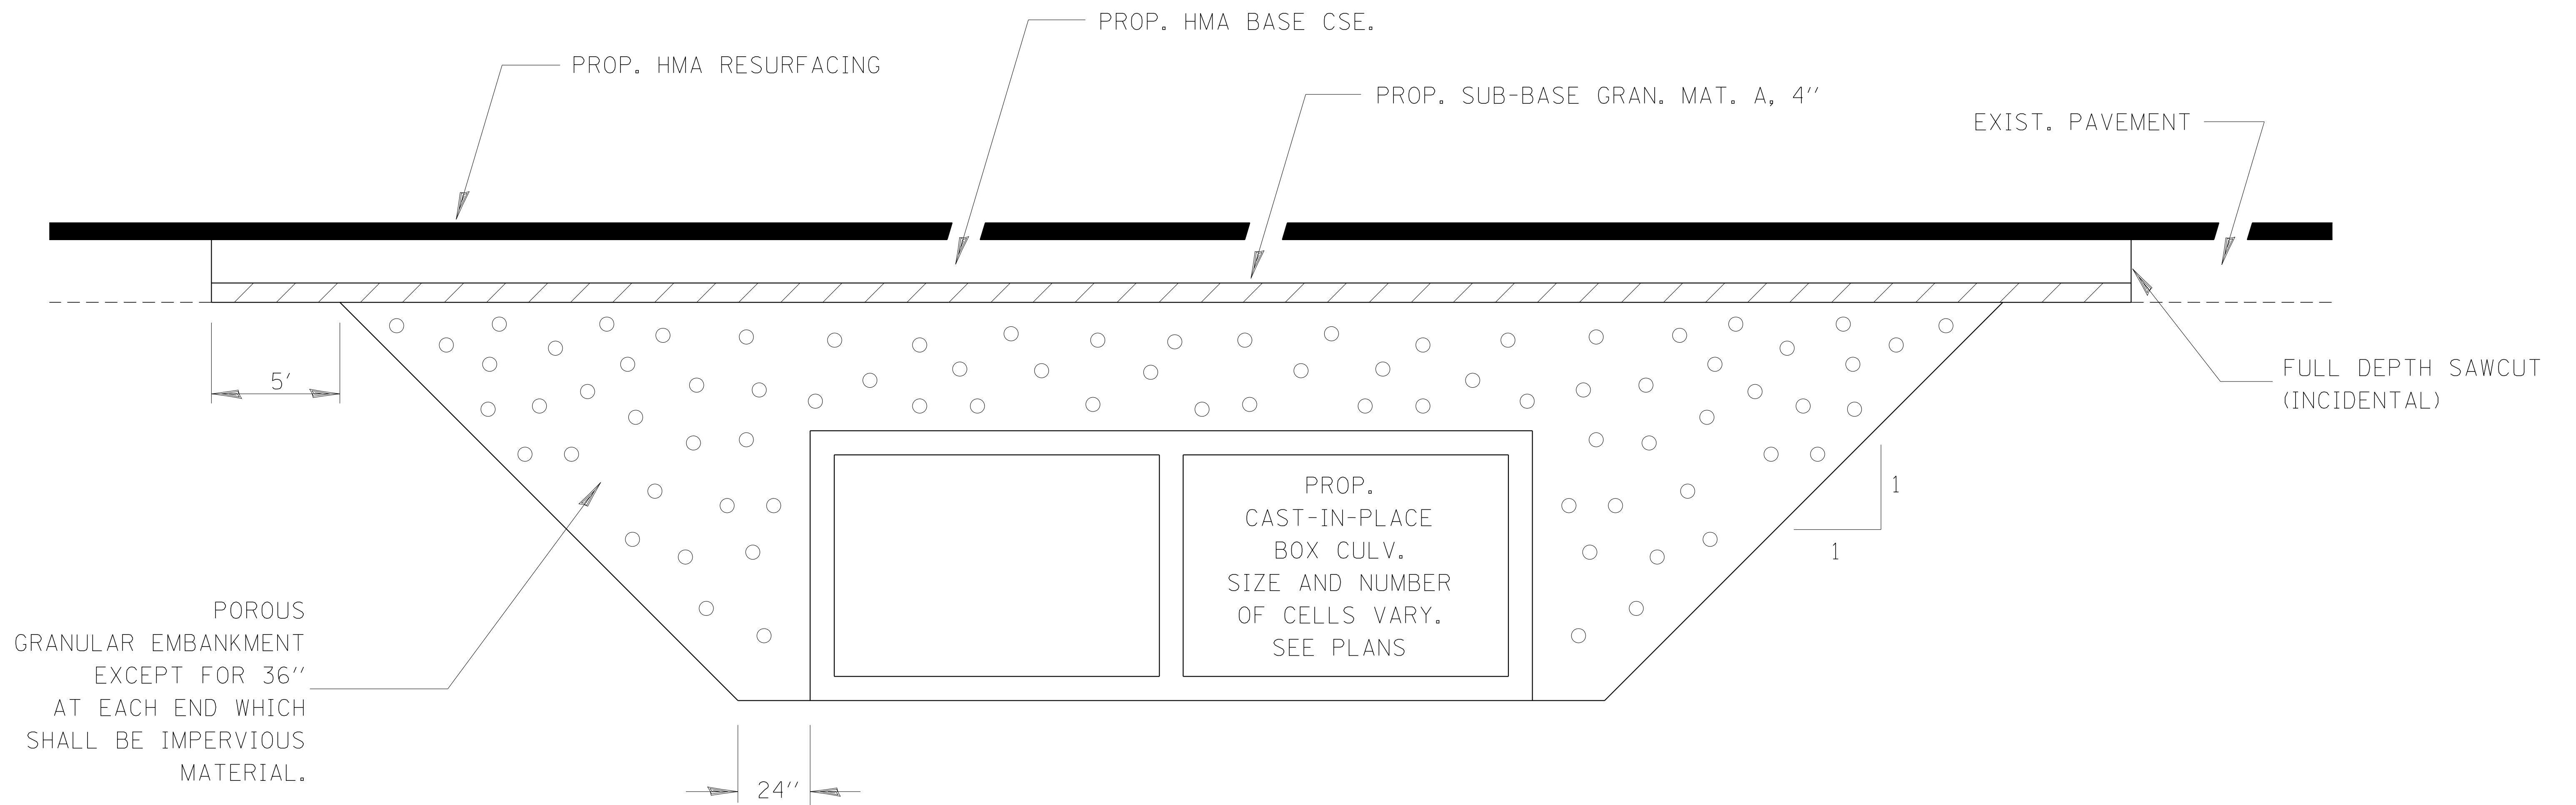 PROP. HMA BASE CSE.
PROP. HMA RESURFACING
PROP. SUB-BASE GRAN. MAT. A, 4''
EXIST. PAVEMENT
FULL DEPTH SAWCUT
(INCIDENTAL)
5'
1
1
PROP.
CAST-IN-PLACE
BOX CULV.
SIZE AND NUMBER
OF CELLS VARY.
SEE PLANS
POROUS
GRANULAR EMBANKMENT
EXCEPT FOR 36''
AT EACH END WHICH
SHALL BE IMPERVIOUS
MATERIAL.
24''